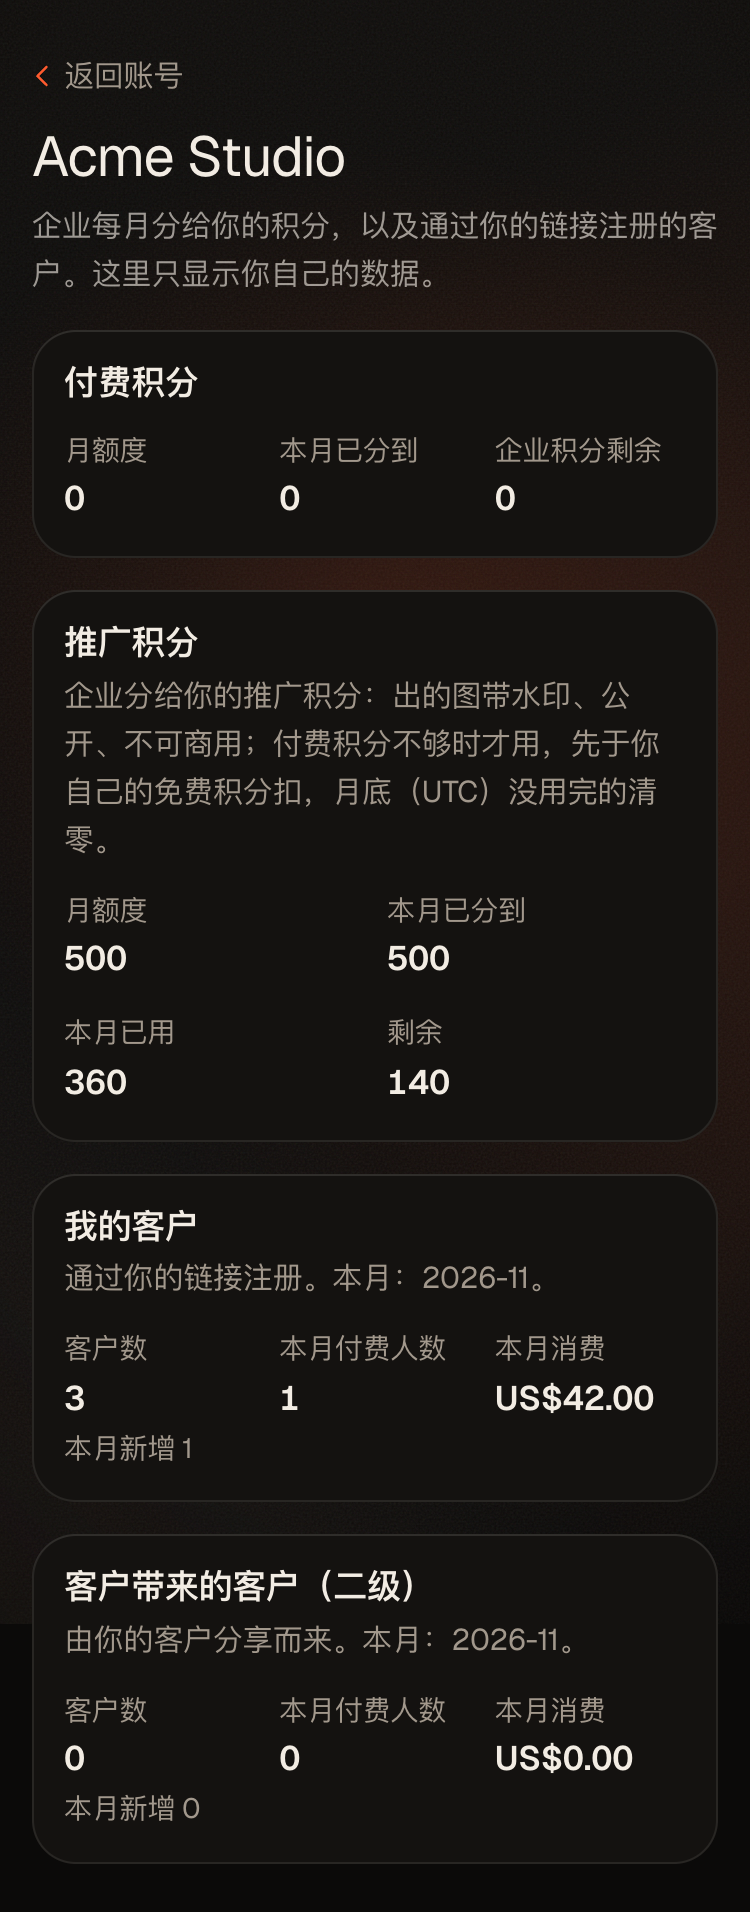 返回账号
Acme Studio
企业每月分给你的积分，以及通过你的链接注册的客
户。这里只显示你自己的数据。
付费积分
月额度 本月已分到 企业积分剩余
0 0 0
推广积分
企业分给你的推广积分：出的图带水印、公
开、不可商用；付费积分不够时才用，先于你
自己的免费积分扣，月底（UTC）没用完的清
零。
月额度 本月已分到
500 500
本月已用 剩余
360 140
我的客户
通过你的链接注册。本月：2026-11。
客户数 本月付费人数 本月消费
3 1 US$42.00
本月新增 1
客户带来的客户（二级）
由你的客户分享而来。本月：2026-11。
客户数 本月付费人数 本月消费
0 0 US$0.00
本月新增 0